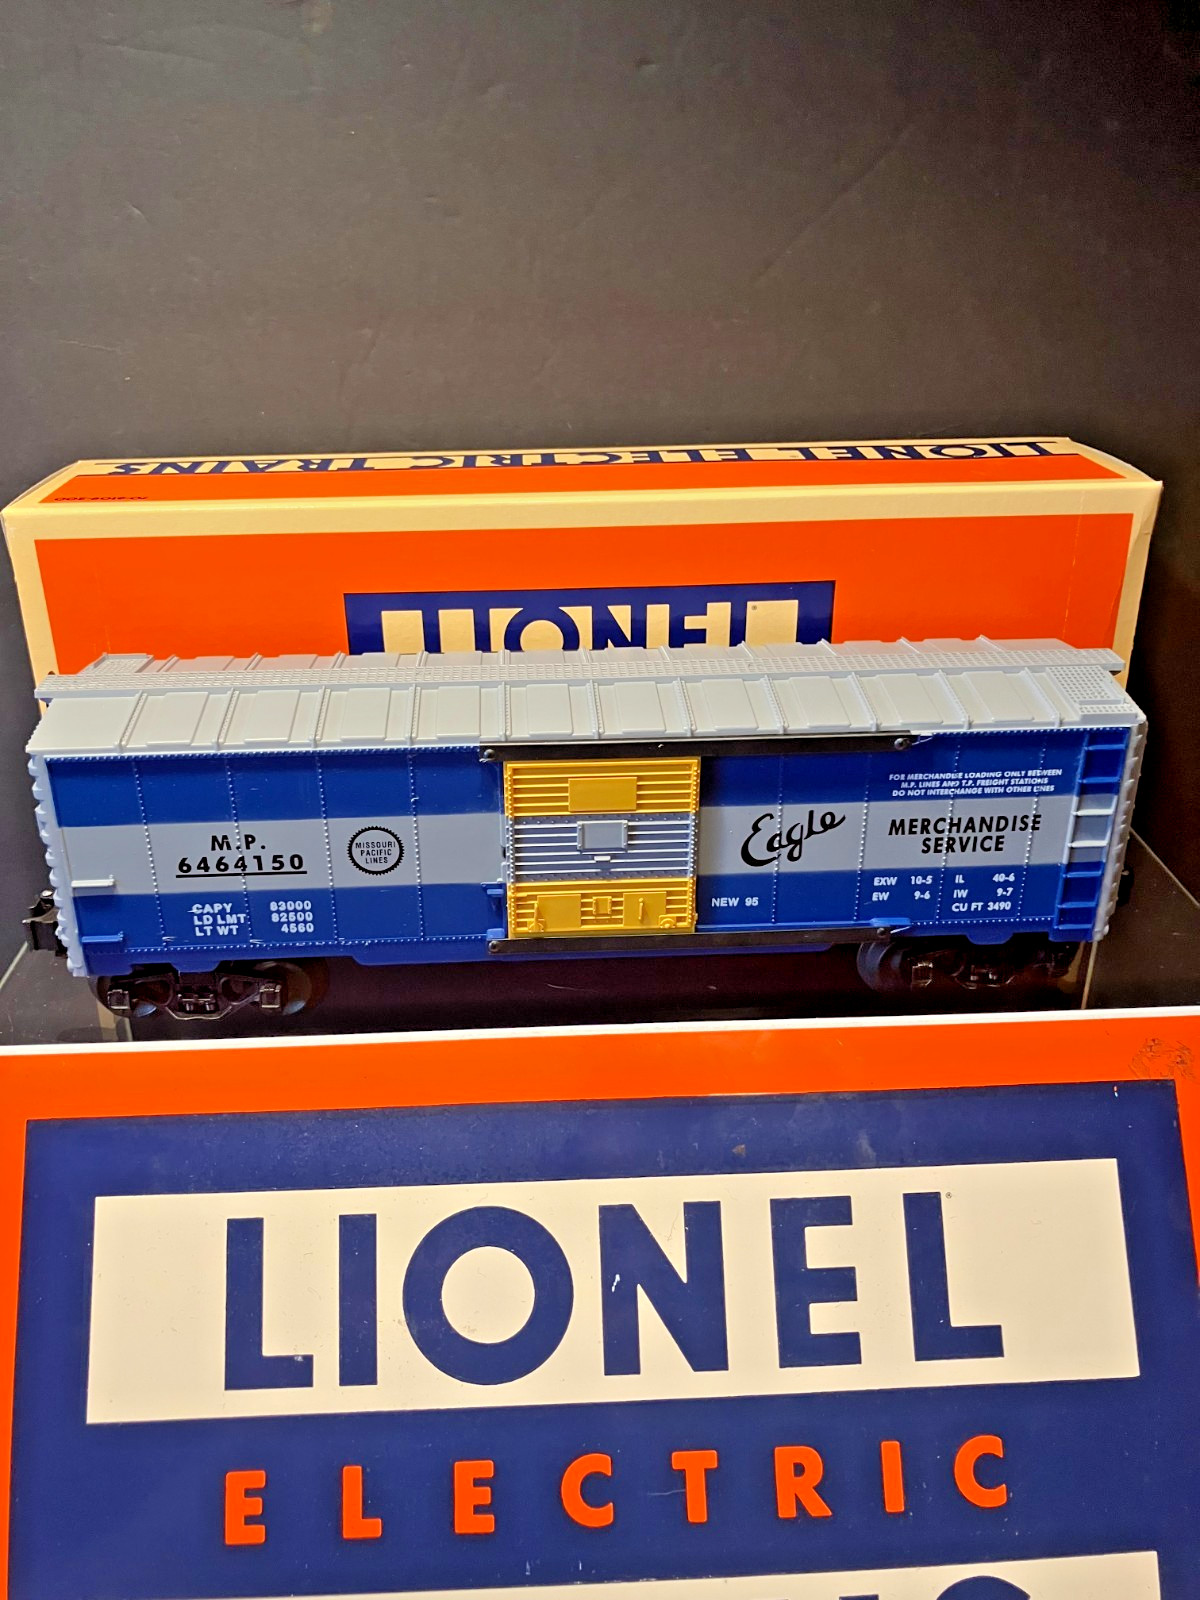 LIONEL ELECTRIC TRAINS
LIONEL
M.P.
6464150
MISSOURI
PACIFIC
LINES
CAPY 83000
LD LMT 82500
LT WT 4560
NEW 95
Eagle
FOR MERCHANDISE LOADING ONLY BETWEEN
M.P. LINES AND T.P. FREIGHT STATIONS
DO NOT INTERCHANGE WITH OTHER LINES
MERCHANDISE
SERVICE
EXW 10-5 IL 40-6
EW 9-6 IW 9-7
CU FT 3490
LIONEL®
ELECTRIC